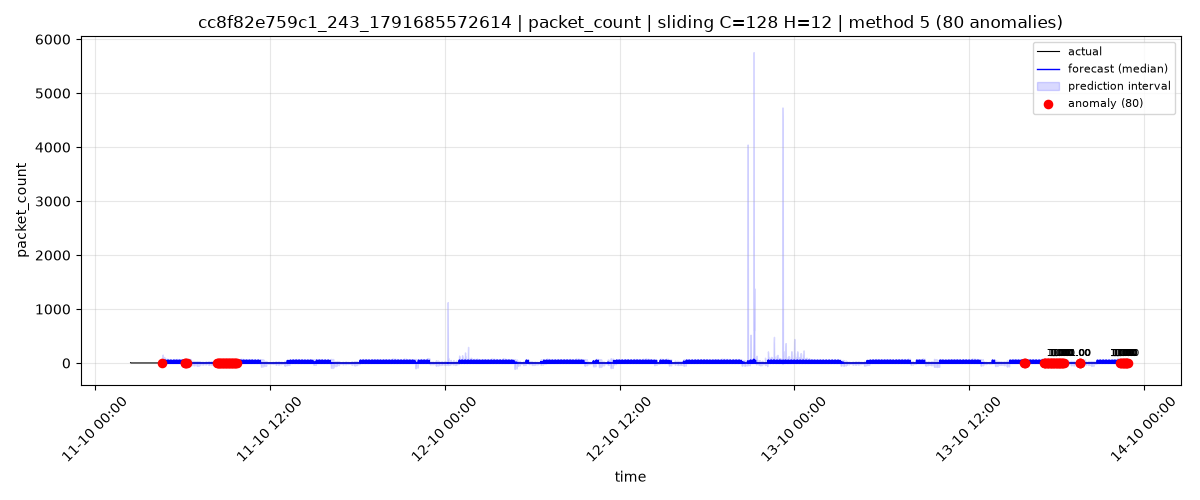 cc8f82e759c1_243_1791685572614 | packet_count | sliding C=128 H=12 | method 5 (80 anomalies)
actual
forecast (median)
prediction interval
anomaly (80)
6000
5000
4000
3000
2000
1000
0
packet_count
11-10 00:00
11-10 12:00
12-10 00:00
12-10 12:00
13-10 00:00
13-10 12:00
14-10 00:00
time